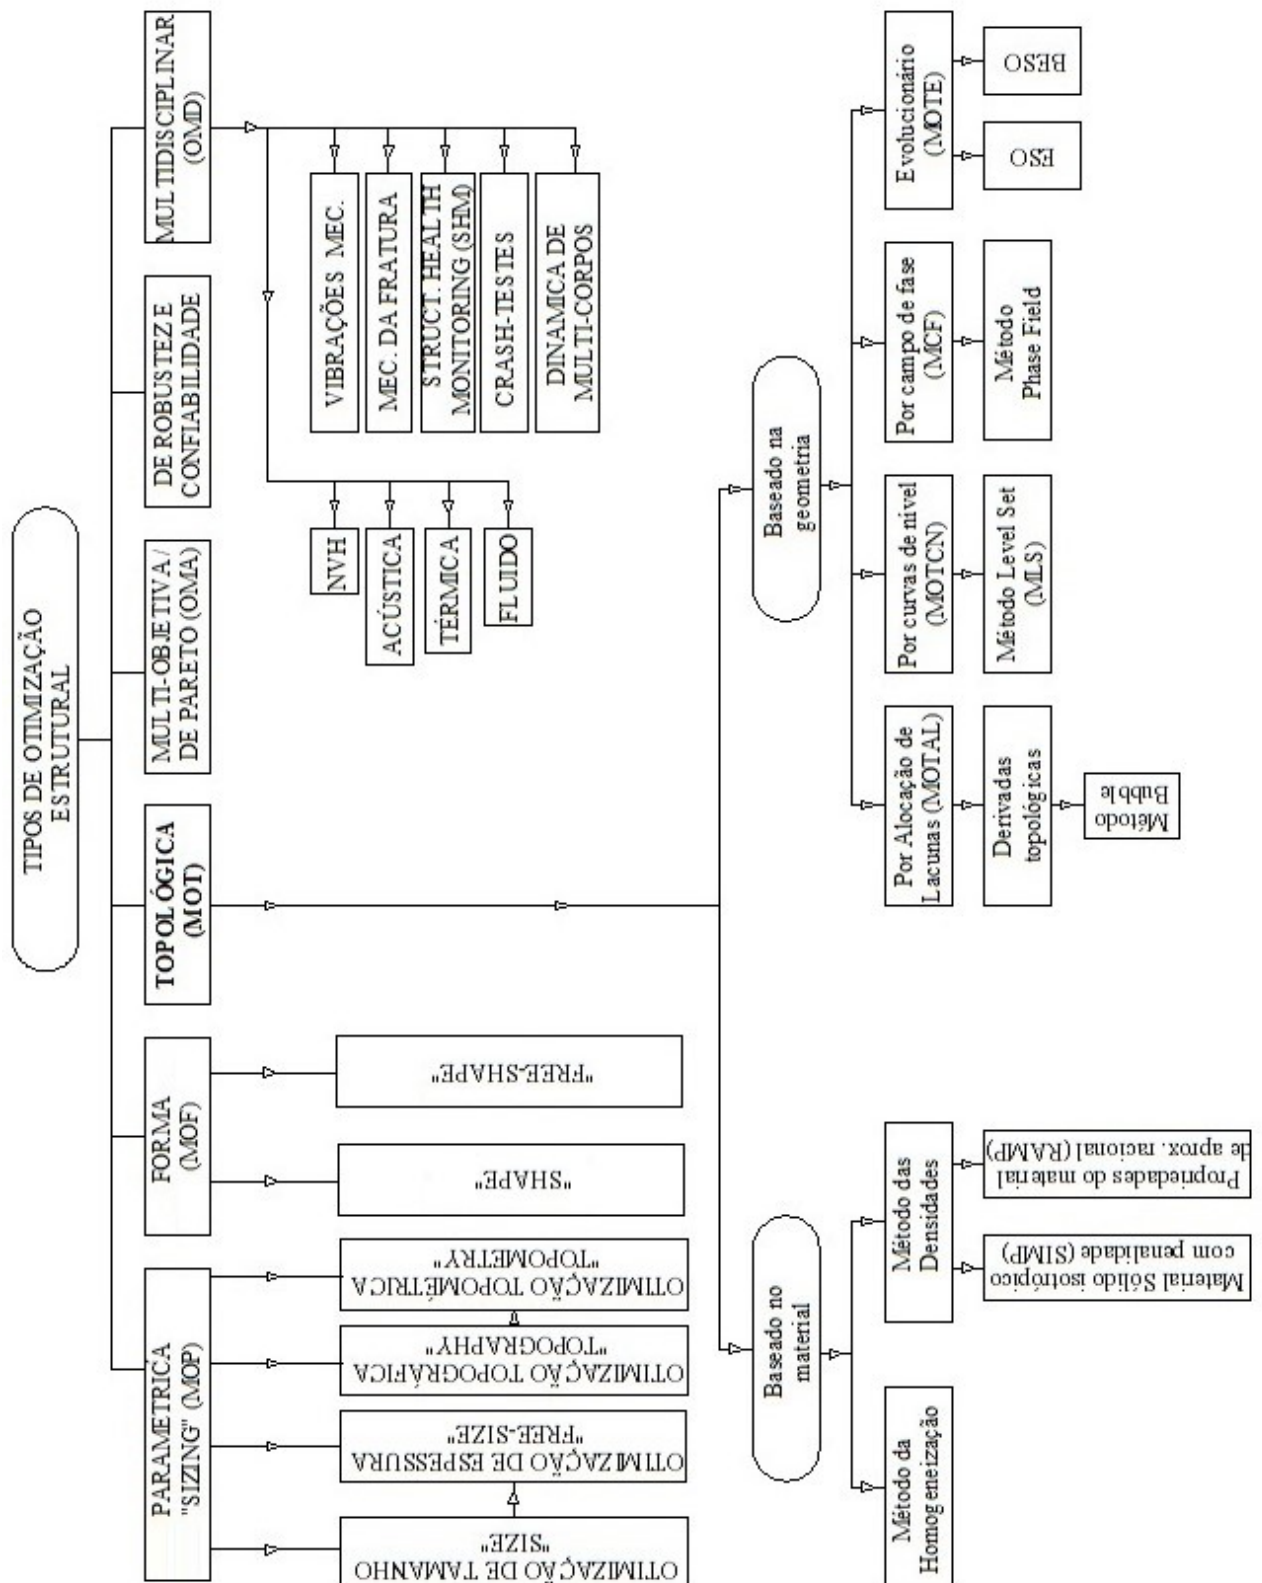 TIPOS DE OTIMIZAÇÃO
ESTRUTURAL
PARAMETRICA
"SIZING" (MOP)
FORMA
(MOF)
TOPOLÓGICA
(MOT)
MULTI-OBJETIVA/
DE PARETO (OMA)
DE ROBUSTEZ E
CONFIABILIDADE
MULTIDISCIPLINAR
(OMD)
OTIMIZAÇÃO DE TAMANHO
"SIZE"
OTIMIZAÇÃO DE ESPESSURA
"FREE-SIZE"
OTIMIZAÇÃO TOPOGRÁFICA
"TOPOGRAPHY"
OTIMIZAÇÃO TOPOMÉTRICA
"TOPOMETRY"
"SHAPE"
"FREE-SHAPE"
NVH
ACÚSTICA
TÉRMICA
FLUIDO
VIBRAÇÕES MEC.
MEC. DA FRATURA
STRUCT. HEALTH
MONITORING (SHM)
CRASH-TESTES
DINAMICA DE
MULTI-CORPOS
Baseado no
material
Baseado na
geometria
Método da
Homogeneização
Método das
Densidades
Material Sólido isotrópico
com penalidade (SIMP)
Propriedades do material
de aprox. racional (RAMP)
Por Alocação de
Lacunas (MOTAL)
Derivadas
topológicas
Método
Bubble
Por curvas de nível
(MOTCN)
Método Level Set
(MLS)
Por campo de fase
(MCF)
Método
Phase Field
Evolucionário
(MOTE)
ESO
BESO